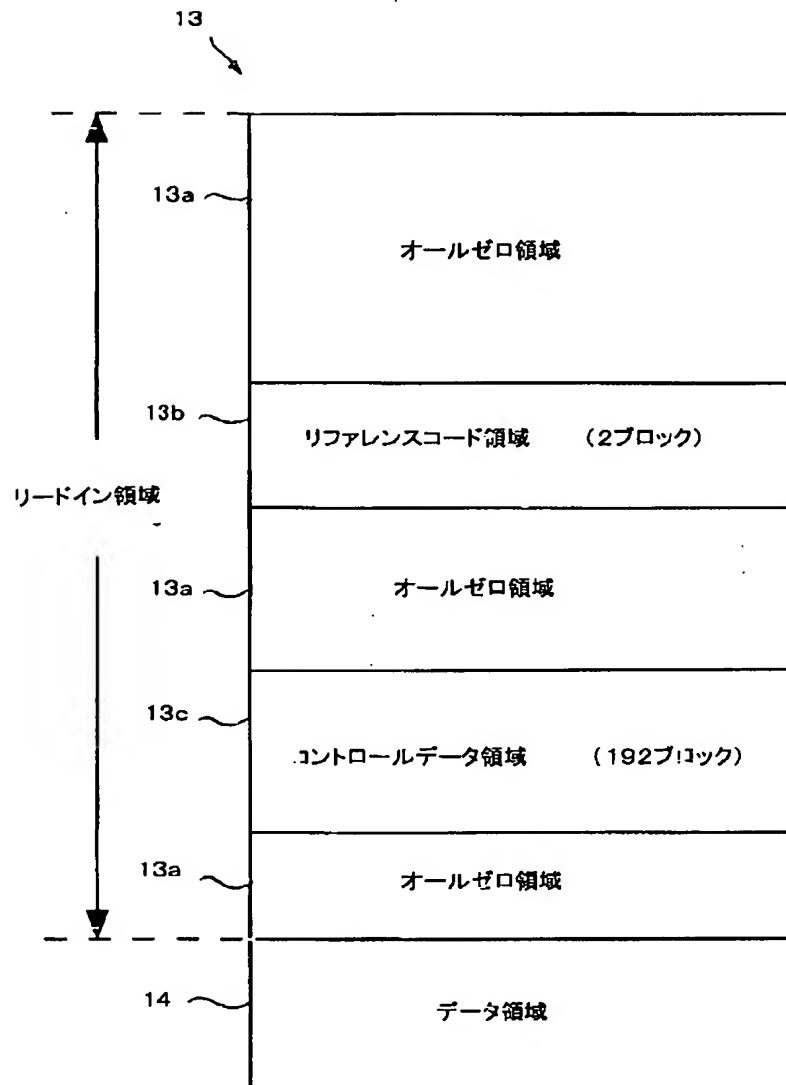 13
13a
オールゼロ領域
13b
リファレンスコード領域 (2ブロック)
リードイン領域
13a
オールゼロ領域
13c
コントロールデータ領域 (192ブロック)
13a
オールゼロ領域
14
データ領域